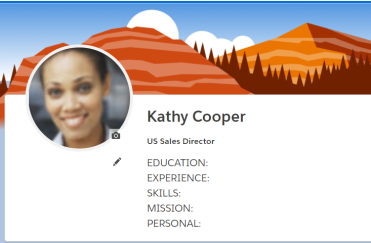 Kathy Cooper
US Sales Director
EDUCATION:
EXPERIENCE:
SKILLS:
MISSION:
PERSONAL: